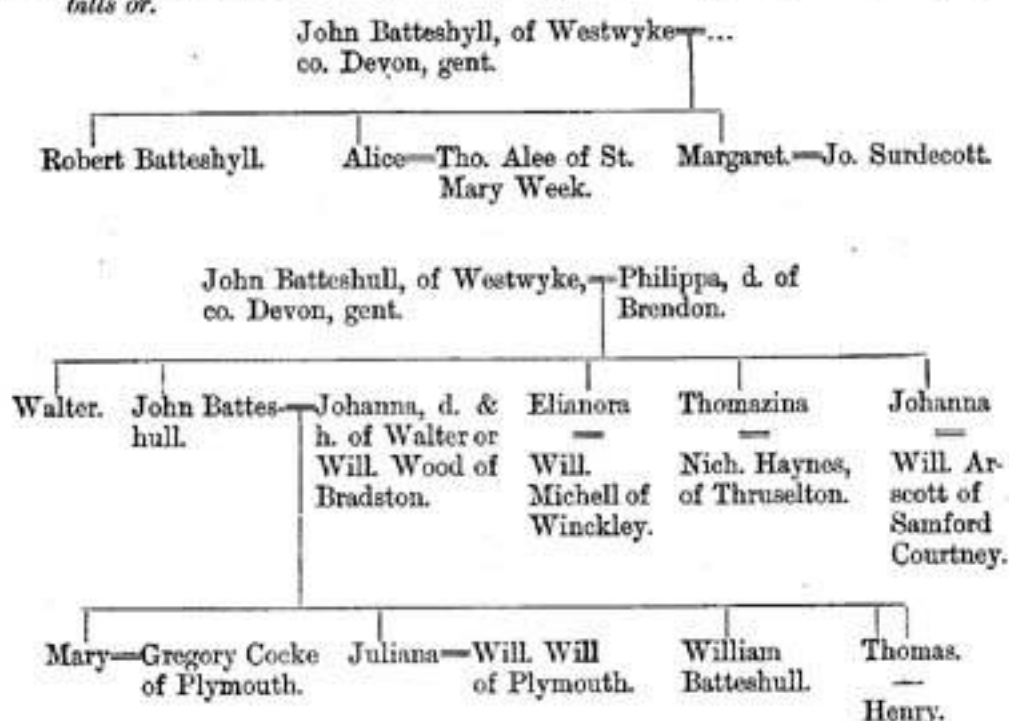 talls or.
John Batteshyll, of Westwyke ...
co. Devon, gent.
Robert Batteshyll. Alice Tho. Alee of St. Margaret. Jo. Surdecott.
Mary Week.
John Batteshull, of Westwyke, Philippa, d. of
co. Devon, gent. Brendon.
Walter. John Battes- Johanna, d. & Elianora Thomazina Johanna
hull. h. of Walter or
Will. Wood of Will. Nich. Haynes, Will. Ar-
Bradston. Michell of of Thruselton. scott of
Winckley. Samford
Courtney.
Mary Gregory Cocke Juliana Will. Will William Thomas.
of Plymouth. of Plymouth. Batteshull.
Henry.